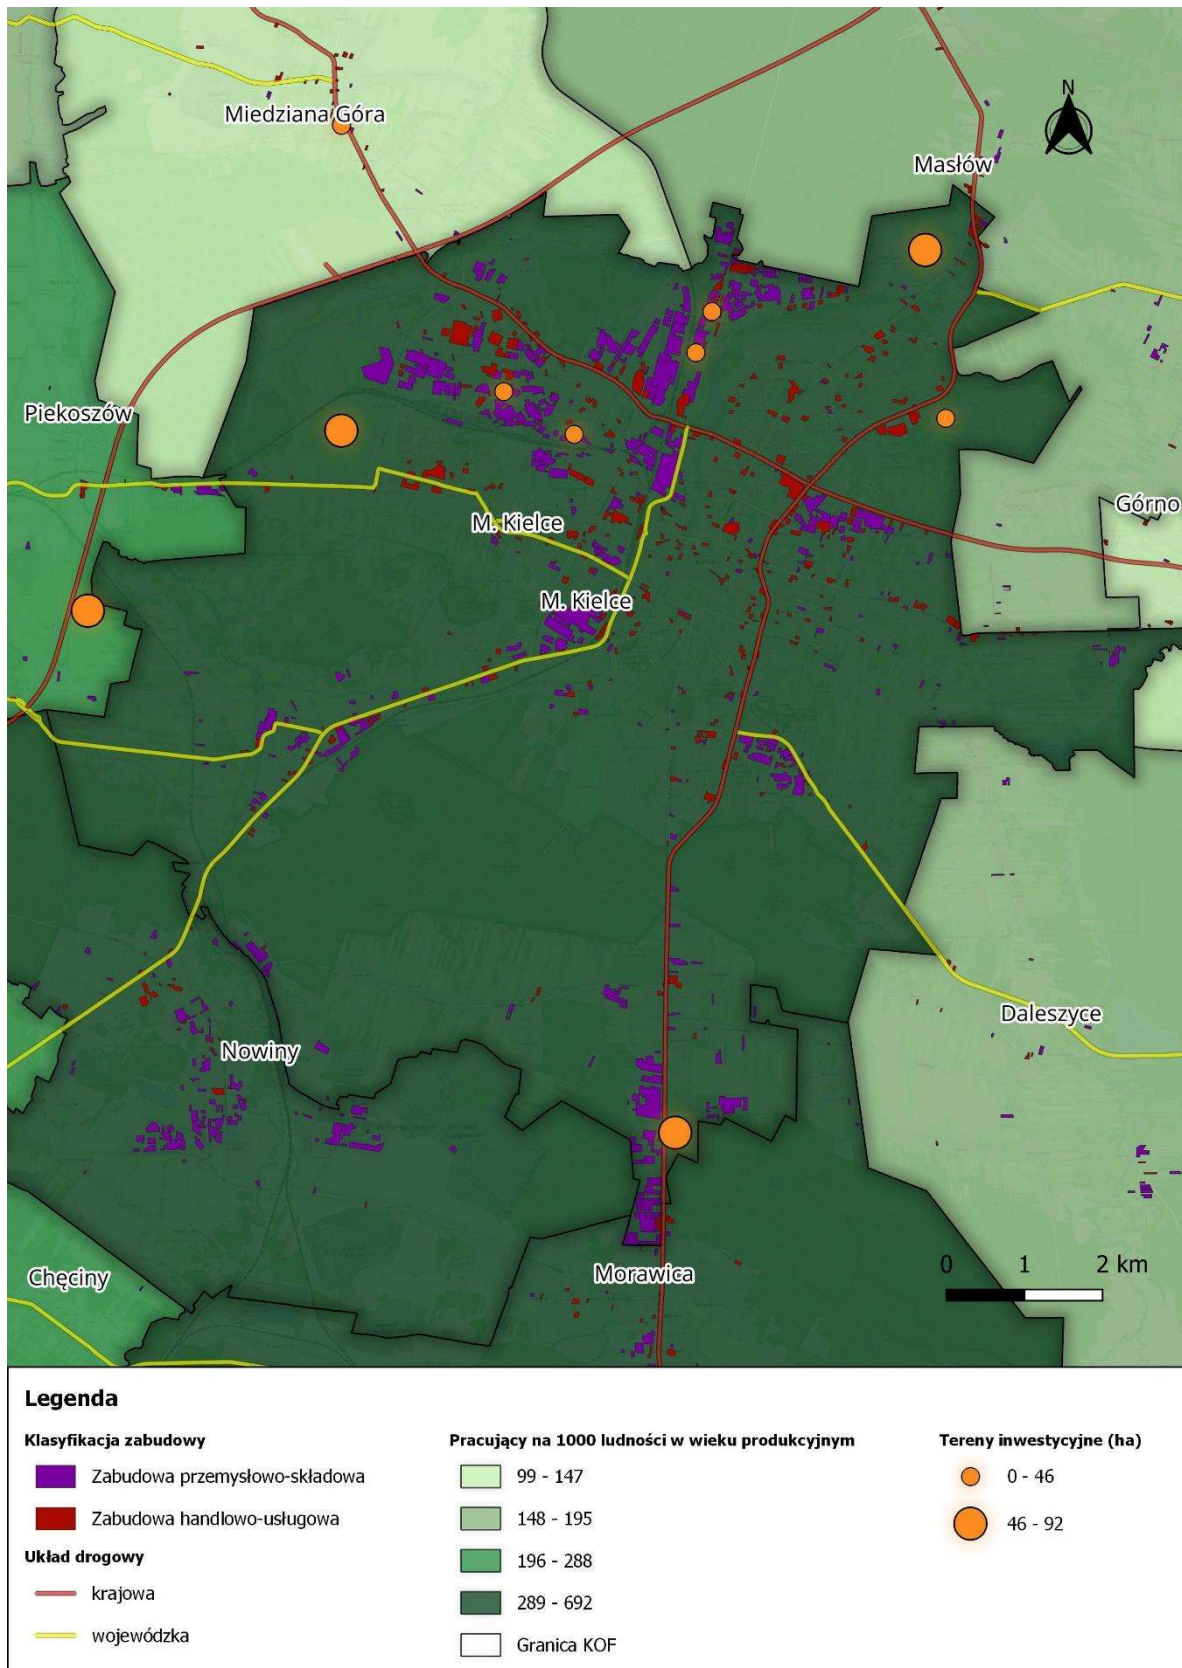 N
Miedziana Góra
Masłów
Piekoszów
Górno
M. Kielce
M. Kielce
Daleszyce
Nowiny
Chęciny
Morawica
0 1 2 km
Legenda
Klasyfikacja zabudowy
Zabudowa przemysłowo-składowa
Zabudowa handlowo-usługowa
Układ drogowy
krajowa
wojewódzka
Pracujący na 1000 ludności w wieku produkcyjnym
99 - 147
148 - 195
196 - 288
289 - 692
Granica KOF
Tereny inwestycyjne (ha)
0 - 46
46 - 92